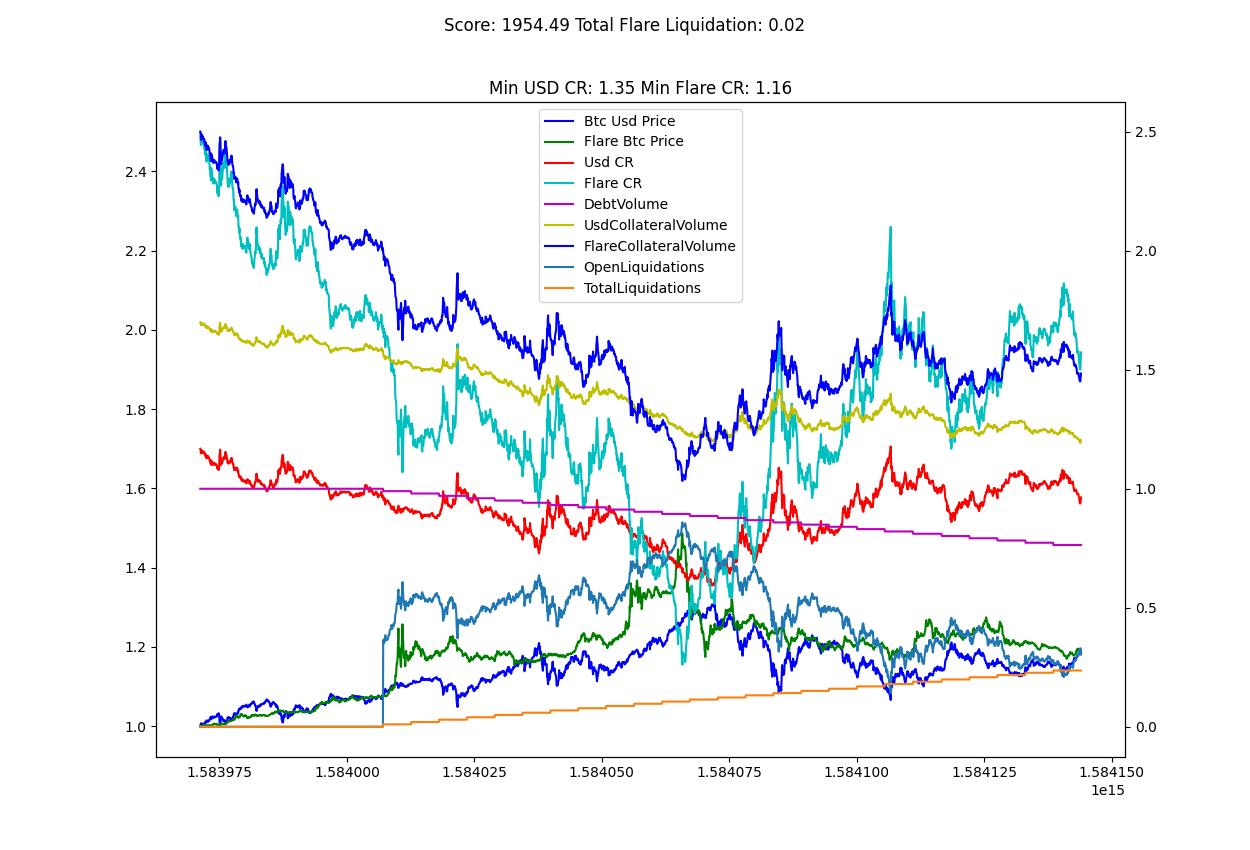 Score: 1954.49 Total Flare Liquidation: 0.02
Min USD CR: 1.35 Min Flare CR: 1.16
Btc Usd Price
Flare Btc Price
Usd CR
Flare CR
DebtVolume
UsdCollateralVolume
FlareCollateralVolume
OpenLiquidations
TotalLiquidations
2.4
2.2
2.0
1.8
1.6
1.4
1.2
1.0
2.5
2.0
1.5
1.0
0.5
0.0
1.583975 1.584000 1.584025 1.584050 1.584075 1.584100 1.584125 1.584150
1e15